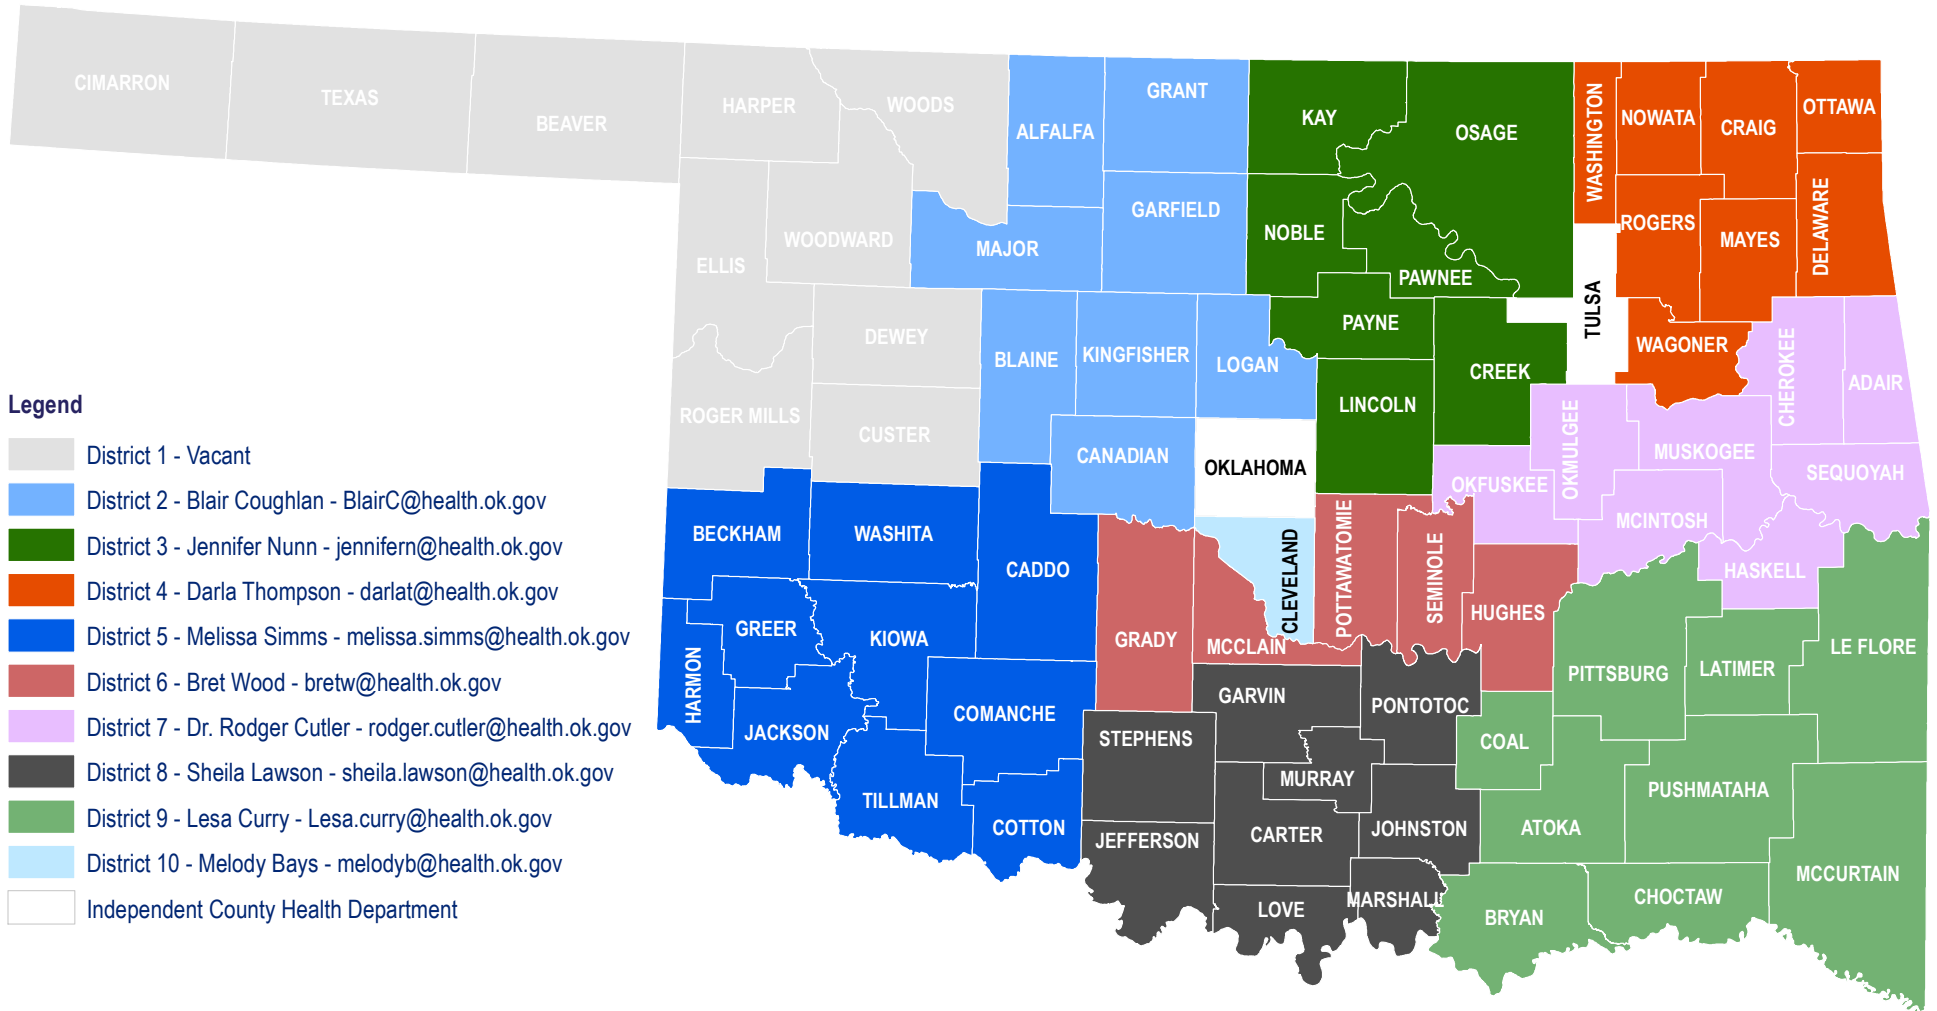 CIMARRON
TEXAS
BEAVER
HARPER
WOODS
ALFALFA
GRANT
KAY
OSAGE
WASHINGTON
NOWATA
CRAIG
OTTAWA
ELLIS
WOODWARD
MAJOR
GARFIELD
NOBLE
PAWNEE
ROGERS
MAYES
DELAWARE
TULSA
DEWEY
BLAINE
KINGFISHER
LOGAN
PAYNE
CREEK
WAGONER
CHEROKEE
ADAIR
ROGER MILLS
CUSTER
CANADIAN
OKLAHOMA
LINCOLN
OKFUSKEE
OKMULGEE
MUSKOGEE
SEQUOYAH
MCINTOSH
HASKELL
BECKHAM
WASHITA
CADDO
GRADY
MCCLAIN
CLEVELAND
POTTAWATOMIE
SEMINOLE
HUGHES
PITTSBURG
LATIMER
LE FLORE
HARMON
GREER
KIOWA
JACKSON
COMANCHE
TILLMAN
COTTON
STEPHENS
GARVIN
PONTOTOC
COAL
MURRAY
JEFFERSON
CARTER
JOHNSTON
ATOKA
PUSHMATAHA
LOVE
MARSHALL
BRYAN
CHOCTAW
MCCURTAIN
Legend
District 1 - Vacant
District 2 - Blair Coughlan - BlairC@health.ok.gov
District 3 - Jennifer Nunn - jennifern@health.ok.gov
District 4 - Darla Thompson - darlat@health.ok.gov
District 5 - Melissa Simms - melissa.simms@health.ok.gov
District 6 - Bret Wood - bretw@health.ok.gov
District 7 - Dr. Rodger Cutler - rodger.cutler@health.ok.gov
District 8 - Sheila Lawson - sheila.lawson@health.ok.gov
District 9 - Lesa Curry - Lesa.curry@health.ok.gov
District 10 - Melody Bays - melodyb@health.ok.gov
Independent County Health Department